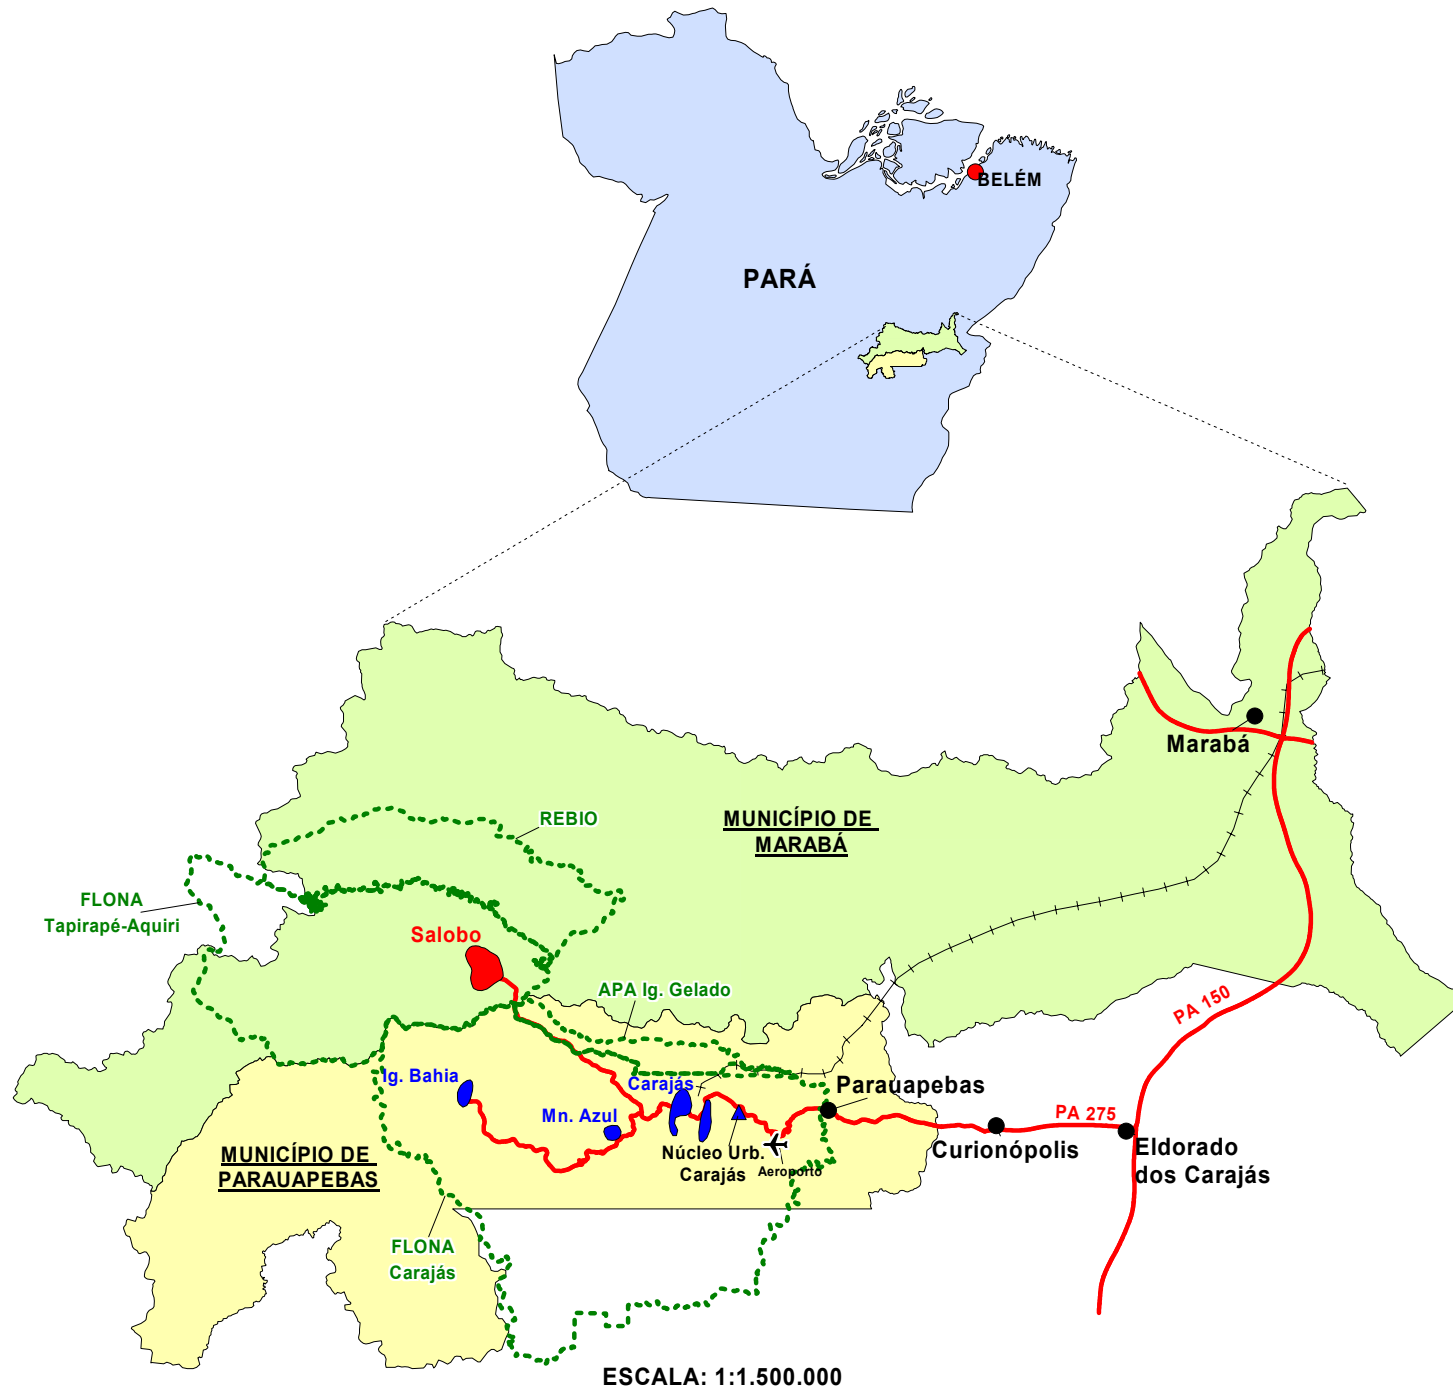 BELÉM
PARÁ
Marabá
REBIO
MUNICÍPIO DE
MARABÁ
FLONA
Tapirapé-Aquiri
Salobo
APA Ig. Gelado
PA 150
Ig. Bahia
Carajás
Parauapebas
Mn. Azul
PA 275
Núcleo Urb.
Carajás
Aeroporto
Curionópolis
Eldorado
dos Carajás
MUNICÍPIO DE
PARAUAPEBAS
FLONA
Carajás
ESCALA: 1:1.500.000